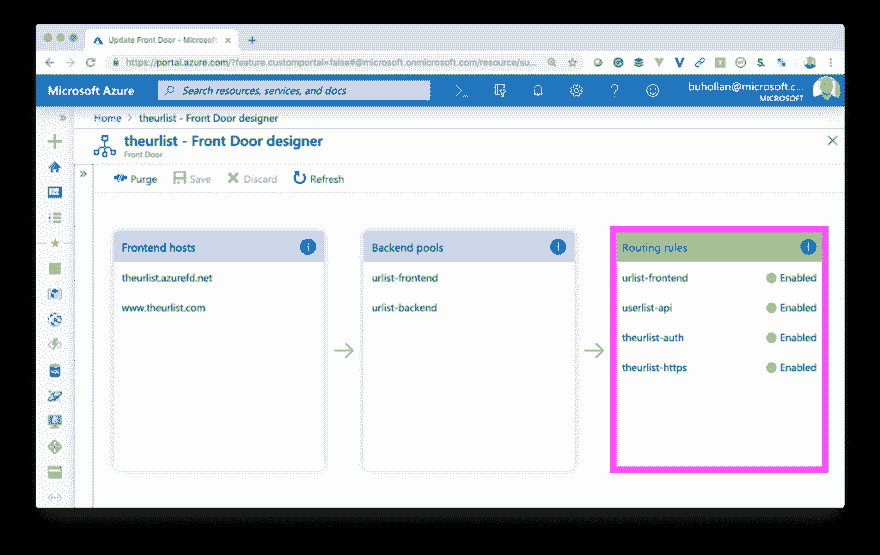 Update Front Door - Microsoft
https://portal.azure.com/?feature.customportal=false#@microsoft.onmicrosoft.com/resource/su...
Microsoft Azure
Search resources, services, and docs
buhollan@microsoft.c...
MICROSOFT
Home > theurlist - Front Door designer
theurlist - Front Door designer
Front Door
Purge Save Discard Refresh
Frontend hosts
theurlist.azurefd.net
www.theurlist.com
Backend pools
urlist-frontend
urlist-backend
Routing rules
urlist-frontend Enabled
userlist-api Enabled
theurlist-auth Enabled
theurlist-https Enabled